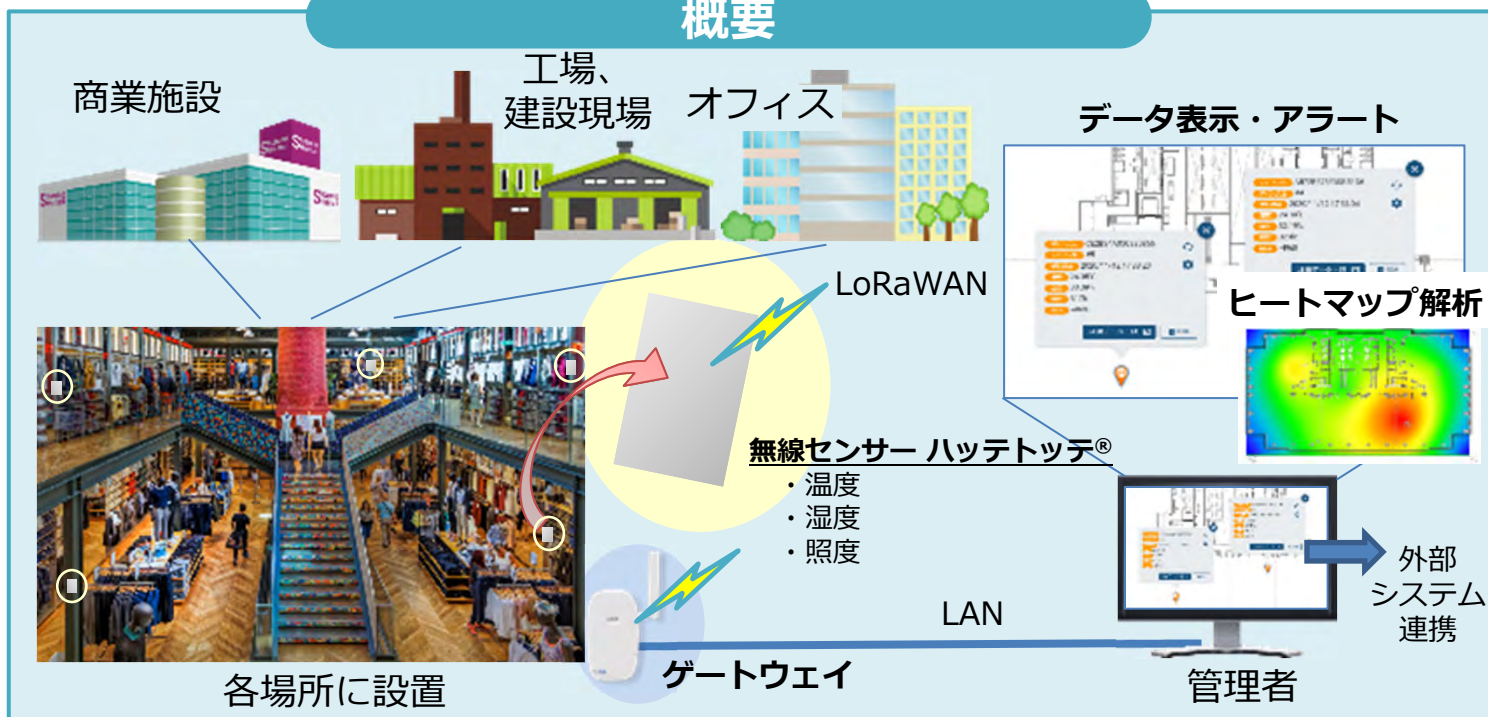 概要
商業施設
工場、
建設現場
オフィス
データ表示・アラート
LoRaWAN
ヒートマップ解析
無線センサー ハッテトッテ®
・温度
・湿度
・照度
外部
システム
連携
LAN
ゲートウェイ
各場所に設置
管理者